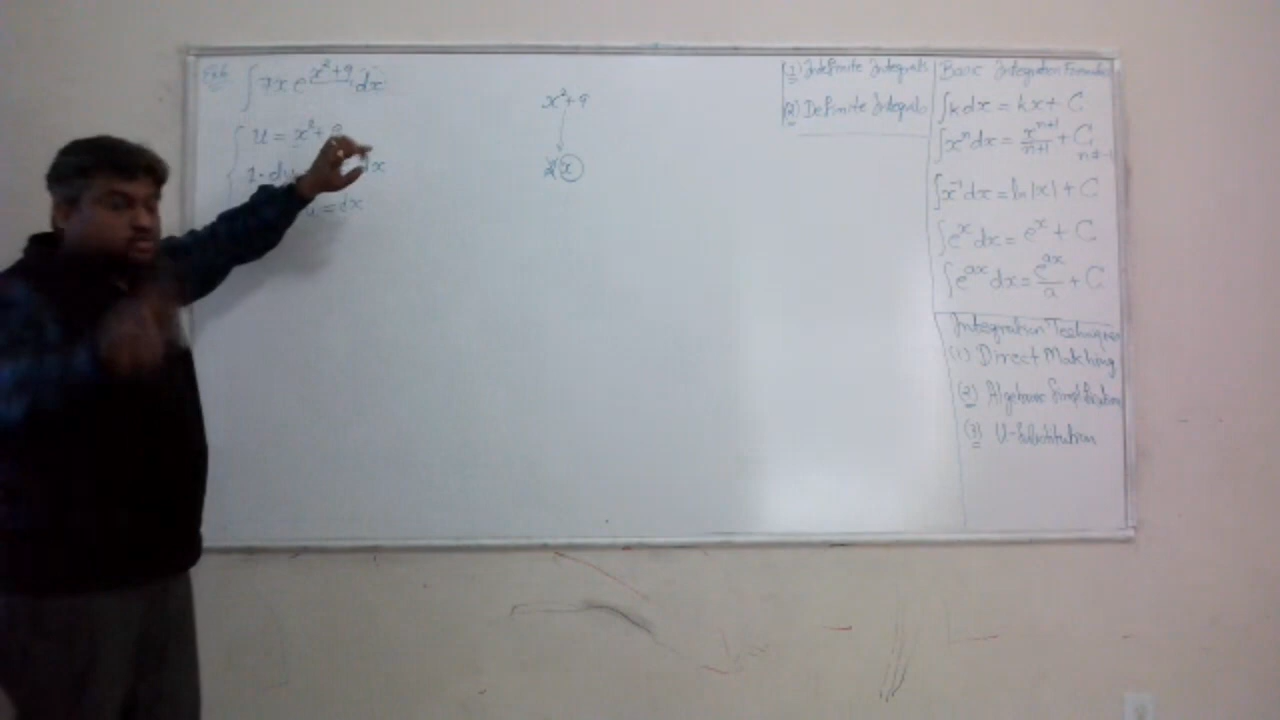 ∫ 7x e^{x²+9} dx
U = x²+9
1·du dx
u = dx
x²+9
2x
(1) Indefinite Integrals
(2) Definite Integrals
Basic Integration Formulas
∫k dx = kx + C
∫xⁿ dx = x^{n+1}/n+1 + C, n≠-1
∫x⁻¹ dx = ln|x| + C
∫eˣ dx = eˣ + C
∫e^{ax} dx = e^{ax}/a + C
Integration Techniques
(1) Direct Matching
(2) Algebraic Simplification
(3) U-Substitution